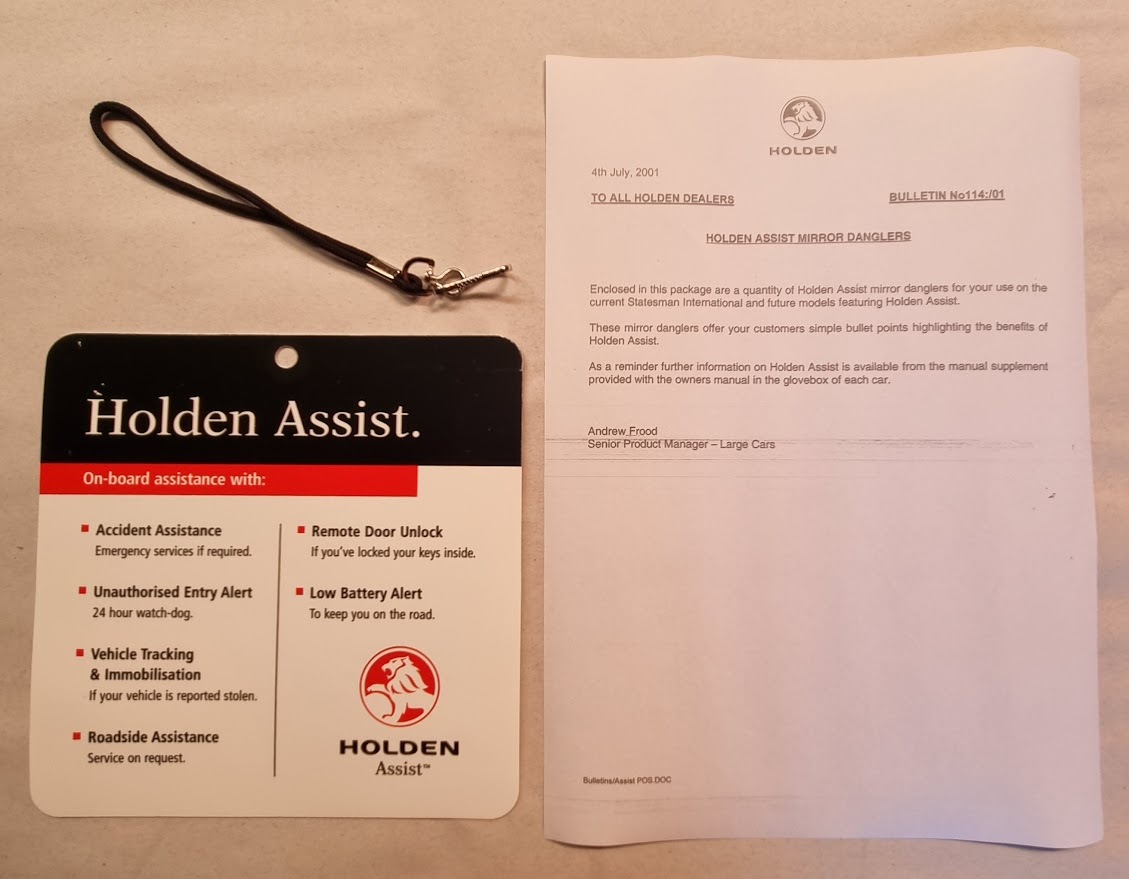 Holden Assist.
On-board assistance with:
Accident Assistance
Emergency services if required.
Unauthorised Entry Alert
24 hour watch-dog.
Vehicle Tracking
& Immobilisation
If your vehicle is reported stolen.
Roadside Assistance
Service on request.
Remote Door Unlock
If you've locked your keys inside.
Low Battery Alert
To keep you on the road.
HOLDEN
Assist™
HOLDEN
4th July, 2001
TO ALL HOLDEN DEALERS BULLETIN No114:/01
HOLDEN ASSIST MIRROR DANGLERS
Enclosed in this package are a quantity of Holden Assist mirror danglers for your use on the
current Statesman International and future models featuring Holden Assist.
These mirror danglers offer your customers simple bullet points highlighting the benefits of
Holden Assist.
As a reminder further information on Holden Assist is available from the manual supplement
provided with the owners manual in the glovebox of each car.
Andrew Frood
Senior Product Manager – Large Cars
Bulletins/Assist POS.DOC